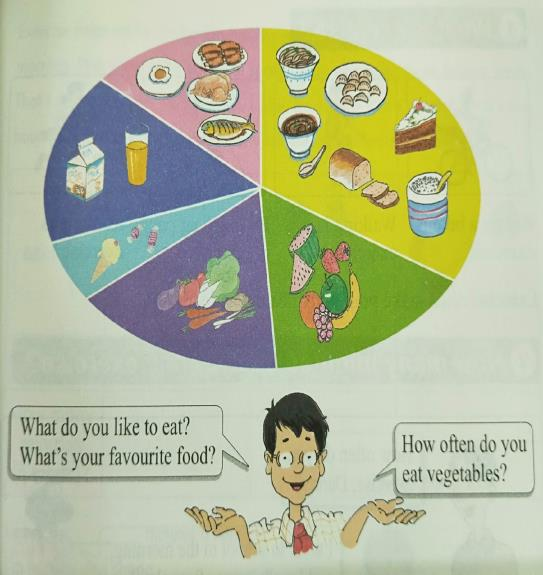 What do you like to eat?
What's your favourite food?
How often do you
eat vegetables?